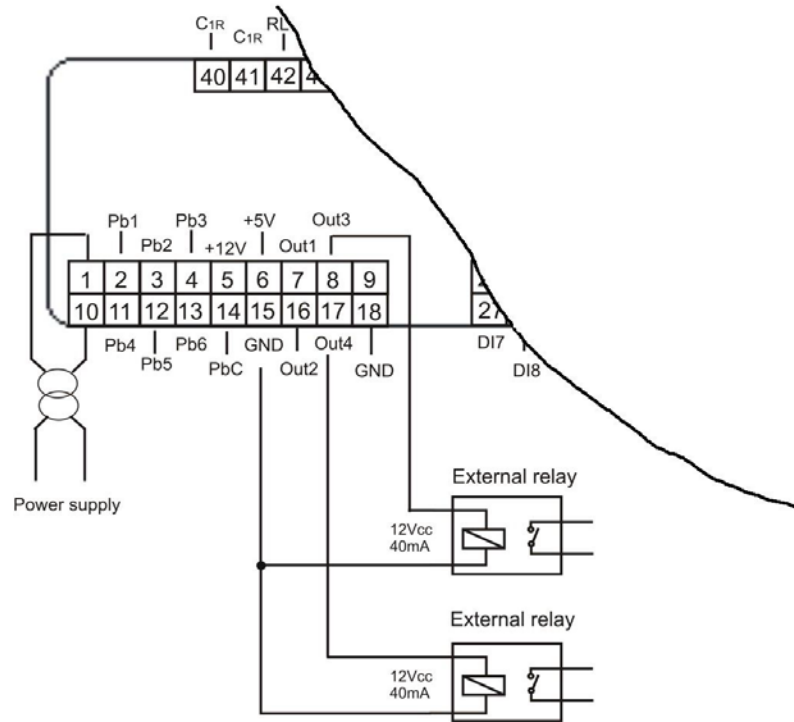 C1R C1R RL
40 41 42 4
Pb1 Pb3 +5V Out3
Pb2 +12V Out1
1 2 3 4 5 6 7 8 9
10 11 12 13 14 15 16 17 18 27
Pb4 Pb6 GND Out4 DI7
Pb5 PbC Out2 GND DI8
External relay
Power supply
12Vcc
40mA
External relay
12Vcc
40mA